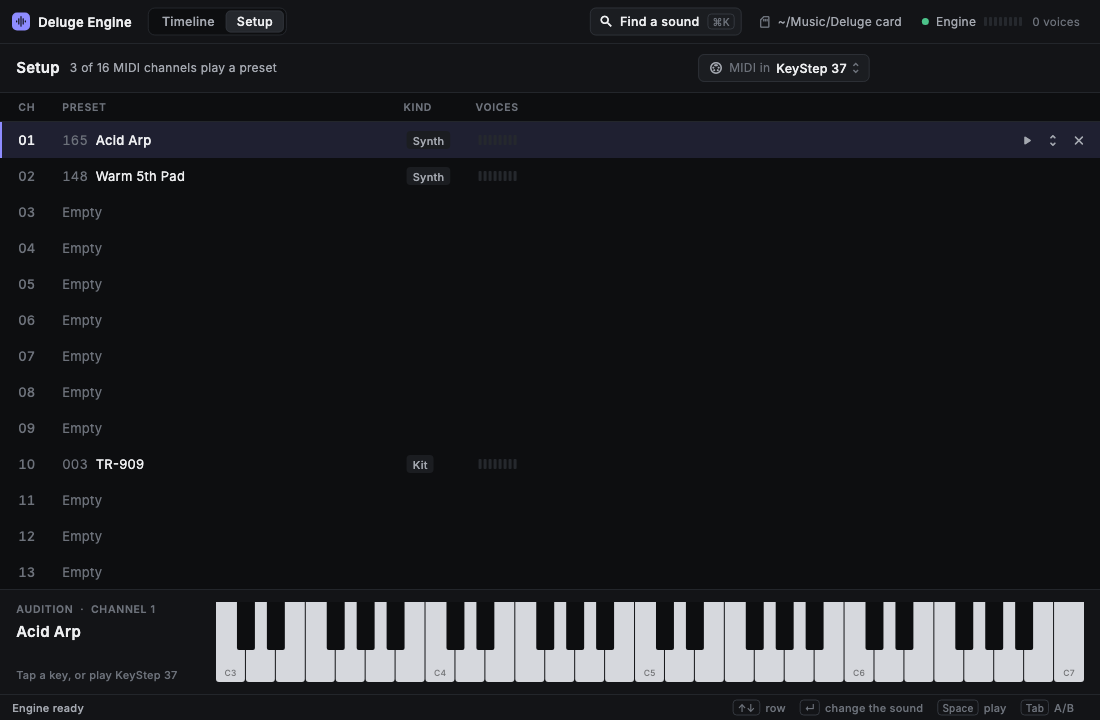 Deluge Engine Timeline Setup Find a sound ⌘K ~/Music/Deluge card Engine 0 voices
Setup 3 of 16 MIDI channels play a preset MIDI in KeyStep 37
CH PRESET KIND VOICES
01 165 Acid Arp Synth
02 148 Warm 5th Pad Synth
03 Empty
04 Empty
05 Empty
06 Empty
07 Empty
08 Empty
09 Empty
10 003 TR-909 Kit
11 Empty
12 Empty
13 Empty
AUDITION · CHANNEL 1
Acid Arp
Tap a key, or play KeyStep 37
C3 C4 C5 C6 C7
Engine ready ↑↓ row ↵ change the sound Space play Tab A/B